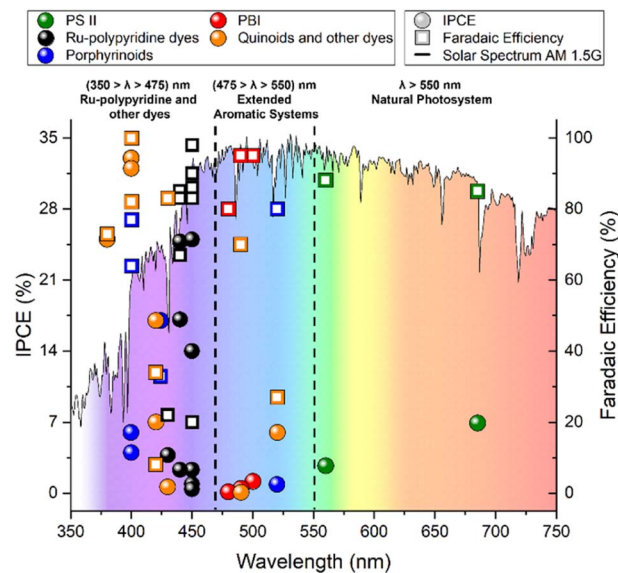 PS II
PBI
IPCE
Ru-polypyridine dyes
Quinoids and other dyes
Faradaic Efficiency
Porphyrinoids
Solar Spectrum AM 1.5G
(350 > λ > 475) nm
(475 > λ > 550) nm
λ > 550 nm
Ru-polypyridine and
Extended
Natural Photosystem
other dyes
Aromatic Systems
35
28
21
14
7
0
IPCE (%)
100
80
60
40
20
0
Faradaic Efficiency (%)
350 400 450 500 550 600 650 700 750
Wavelength (nm)